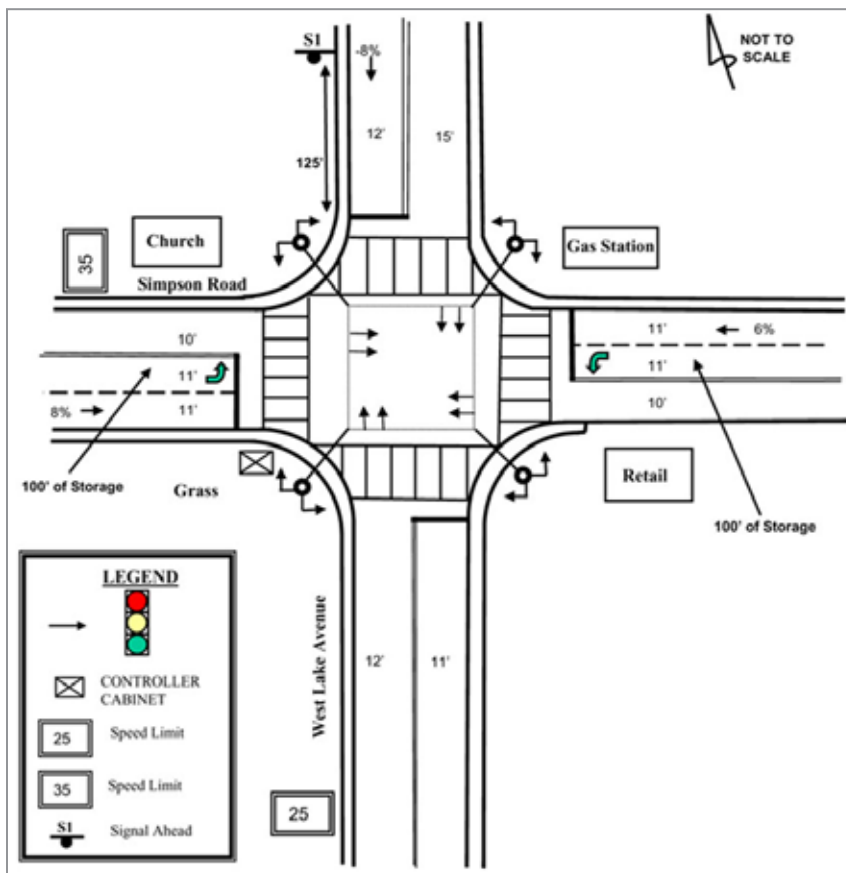 S1
-8%
NOT TO
SCALE
12'
15'
125'
Church
Gas Station
35
Simpson Road
10'
11'
6%
11'
11'
8%
11'
10'
100' of Storage
Grass
Retail
100' of Storage
LEGEND
CONTROLLER
CABINET
25
Speed Limit
35
Speed Limit
S1
Signal Ahead
West Lake Avenue
12'
11'
25